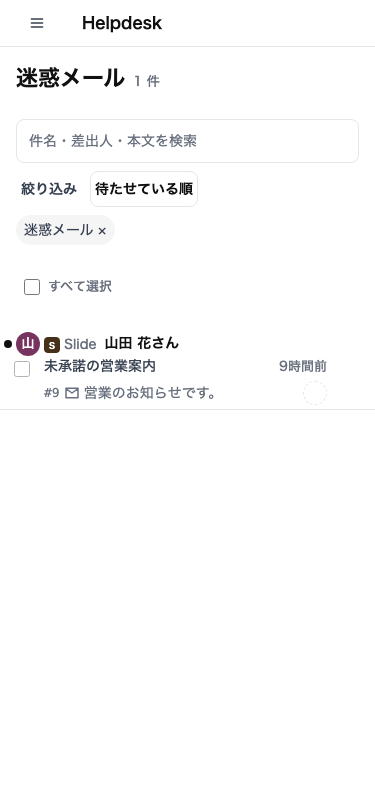 Helpdesk
迷惑メール 1 件
件名・差出人・本文を検索
絞り込み 待たせている順
迷惑メール ×
すべて選択
山 s Slide 山田 花さん
未承諾の営業案内 9時間前
#9 営業のお知らせです。